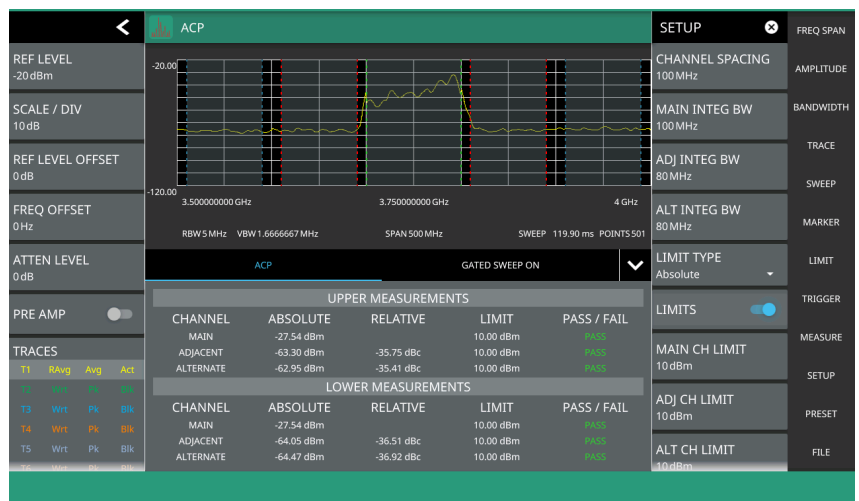 REF LEVEL
-20 dBm
SCALE / DIV
10 dB
REF LEVEL OFFSET
0 dB
FREQ OFFSET
0 Hz
ATTEN LEVEL
0 dB
PRE AMP
TRACES
T1 RAvg Avg Act
T2 Wrt Pk Blk
T3 Wrt Pk Blk
T4 Wrt Pk Blk
T5 Wrt Pk Blk
T6 Wrt Pk Blk
ACP
-20.00
-120.00
3.500000000 GHz 3.750000000 GHz 4 GHz
RBW 5 MHz VBW 1.6666667 MHz SPAN 500 MHz SWEEP 119.90 ms POINTS 501
ACP GATED SWEEP ON
UPPER MEASUREMENTS
CHANNEL ABSOLUTE RELATIVE LIMIT PASS / FAIL
MAIN -27.54 dBm 10.00 dBm PASS
ADJACENT -63.30 dBm -35.75 dBc 10.00 dBm PASS
ALTERNATE -62.95 dBm -35.41 dBc 10.00 dBm PASS
LOWER MEASUREMENTS
CHANNEL ABSOLUTE RELATIVE LIMIT PASS / FAIL
MAIN -27.54 dBm 10.00 dBm PASS
ADJACENT -64.05 dBm -36.51 dBc 10.00 dBm PASS
ALTERNATE -64.47 dBm -36.92 dBc 10.00 dBm PASS
SETUP
CHANNEL SPACING
100 MHz
MAIN INTEG BW
100 MHz
ADJ INTEG BW
80 MHz
ALT INTEG BW
80 MHz
LIMIT TYPE
Absolute
LIMITS
MAIN CH LIMIT
10 dBm
ADJ CH LIMIT
10 dBm
ALT CH LIMIT
10 dBm
FREQ SPAN
AMPLITUDE
BANDWIDTH
TRACE
SWEEP
MARKER
LIMIT
TRIGGER
MEASURE
SETUP
PRESET
FILE